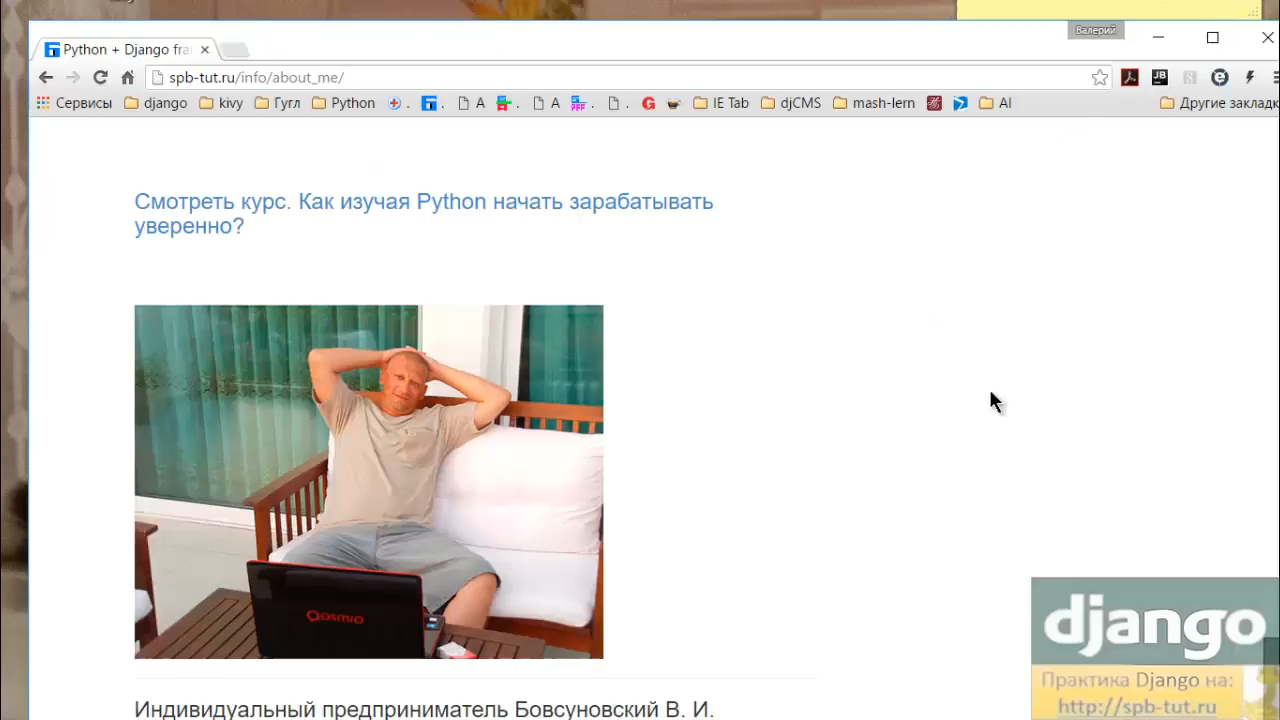 Валерий
Python + Django fra
spb-tut.ru/info/about_me/
Сервисы django kivy Гугл Python . . A . A . . IE Tab djCMS mash-lern AI Другие закладк
Смотреть курс. Как изучая Python начать зарабатывать
уверенно?
Qosmio
Индивидуальный предприниматель Бовсуновский В. И.
django
Практика Django на:
http://spb-tut.ru